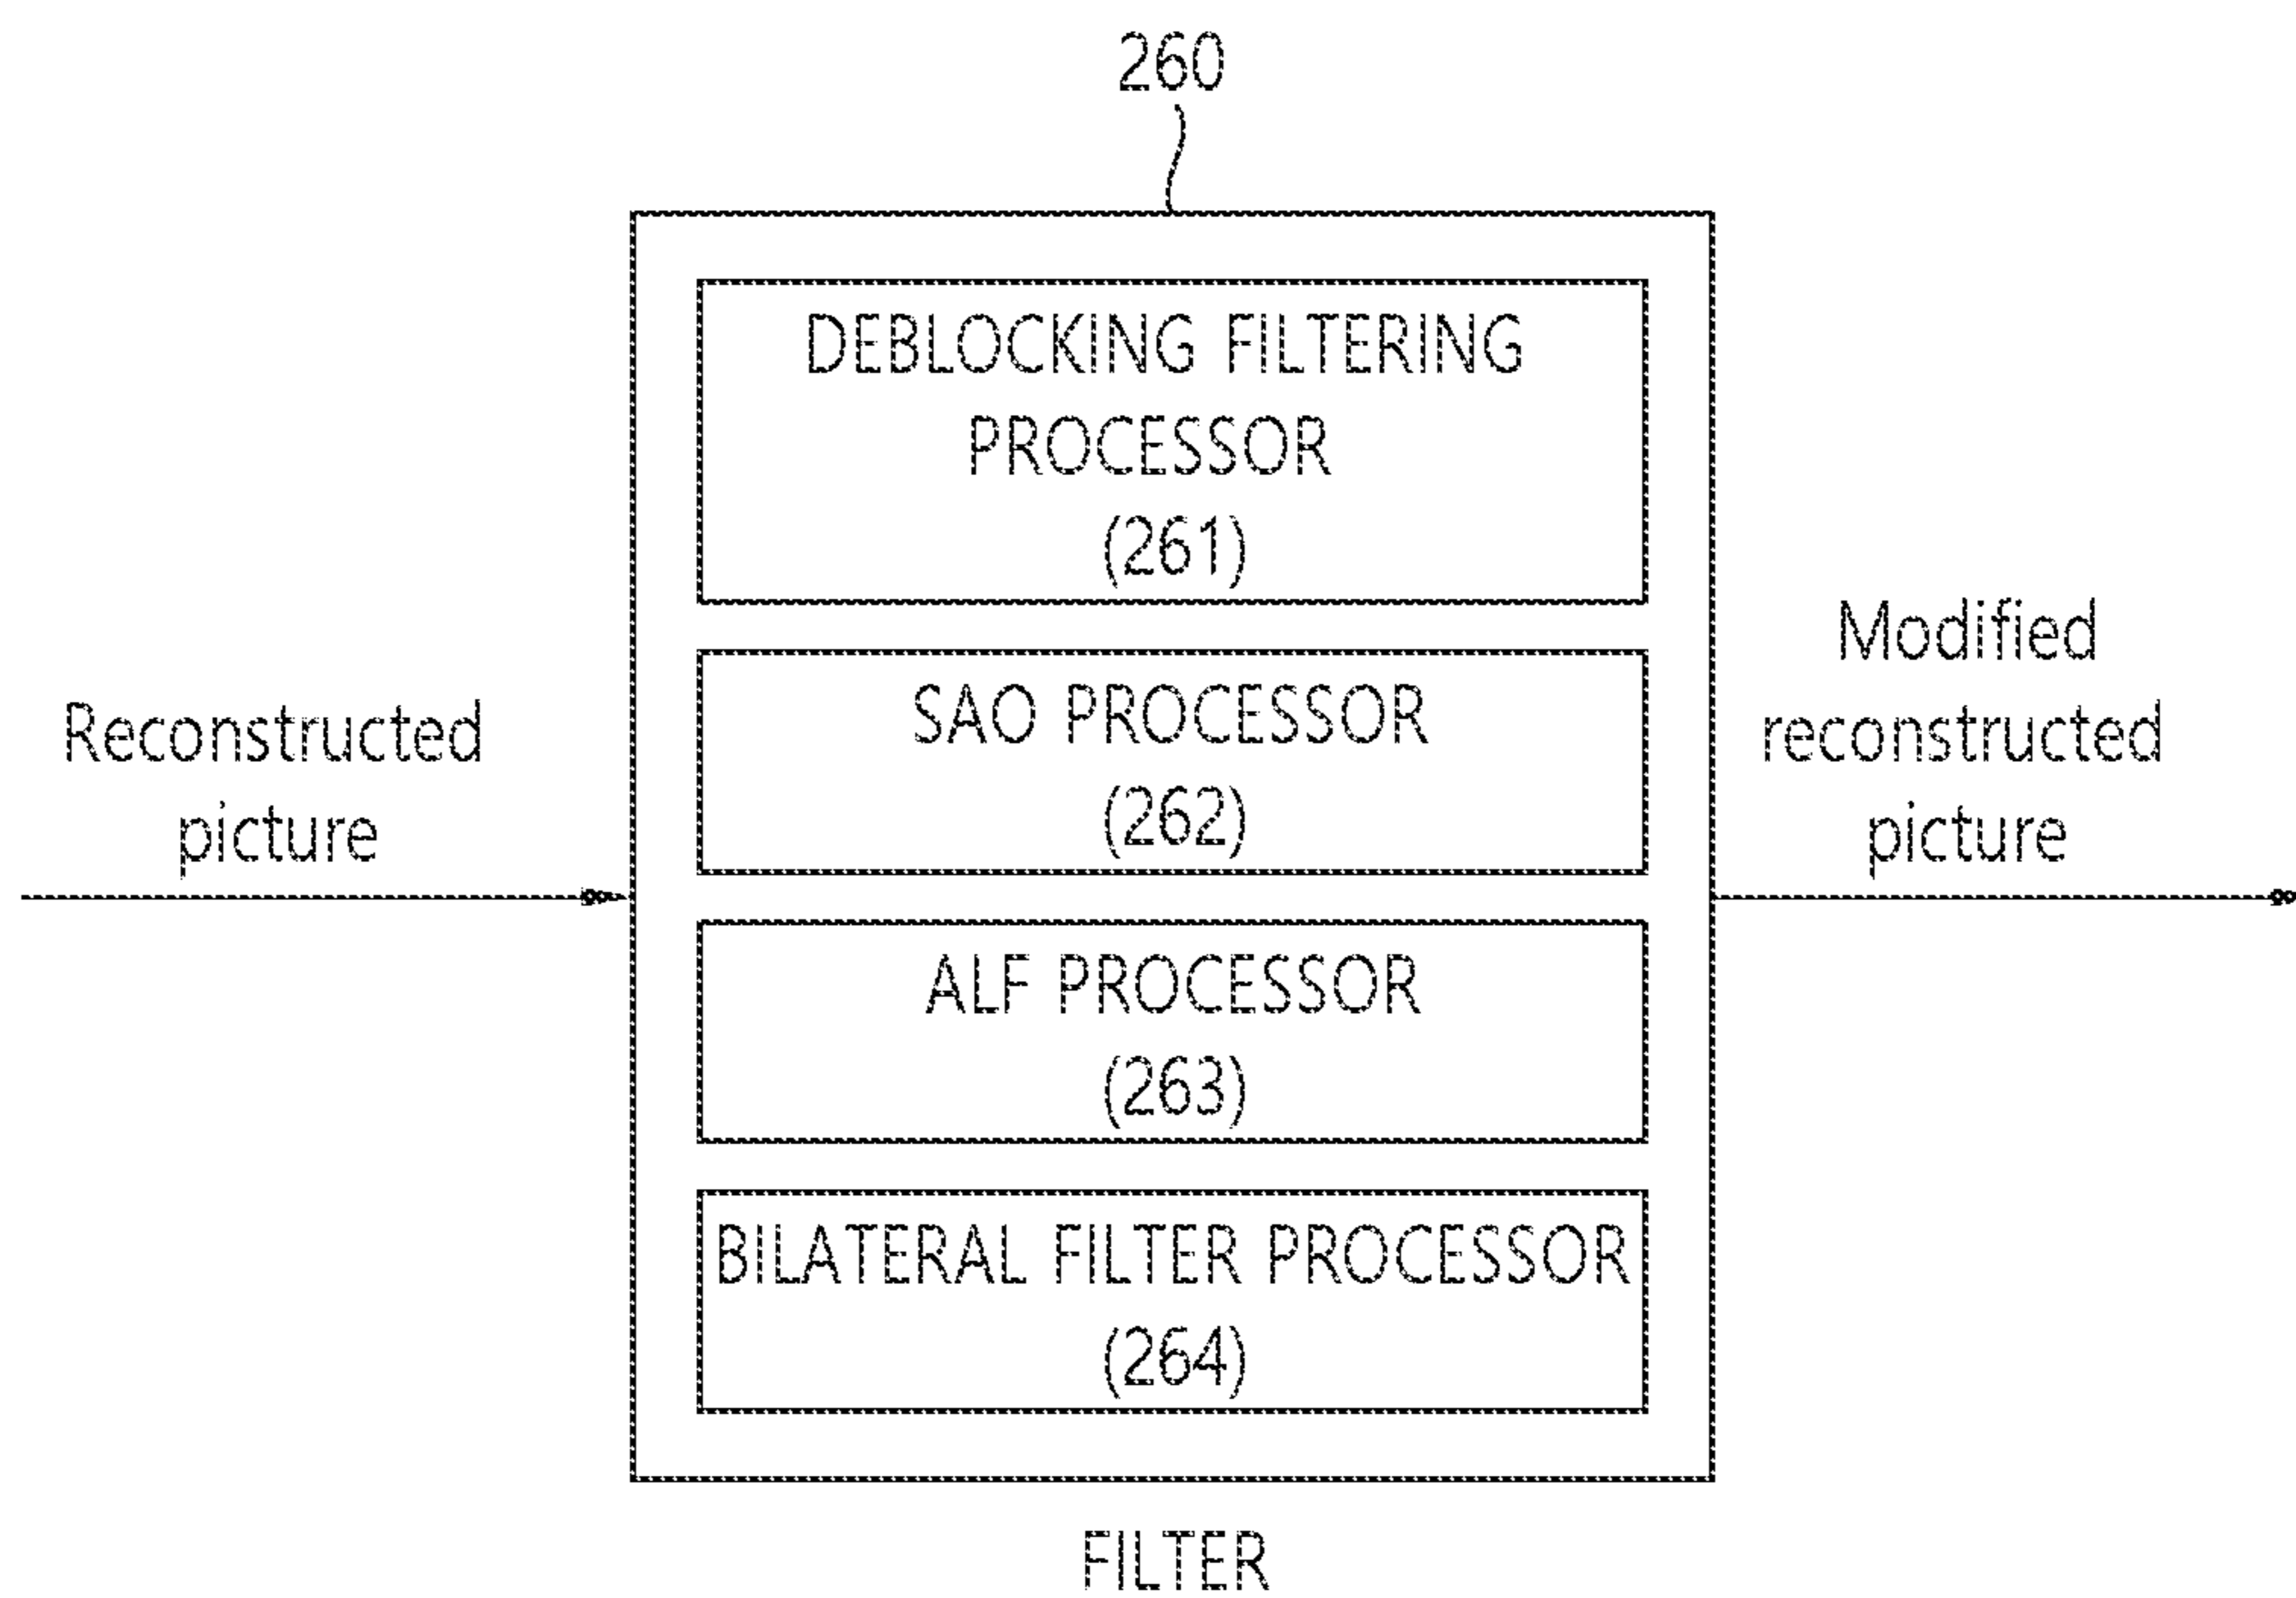 260
DEBLOCKING FILTERING
PROCESSOR
(261)
SAO PROCESSOR
(262)
ALF PROCESSOR
(263)
BILATERAL FILTER PROCESSOR
(264)
Reconstructed
picture
Modified
reconstructed
picture
FILTER